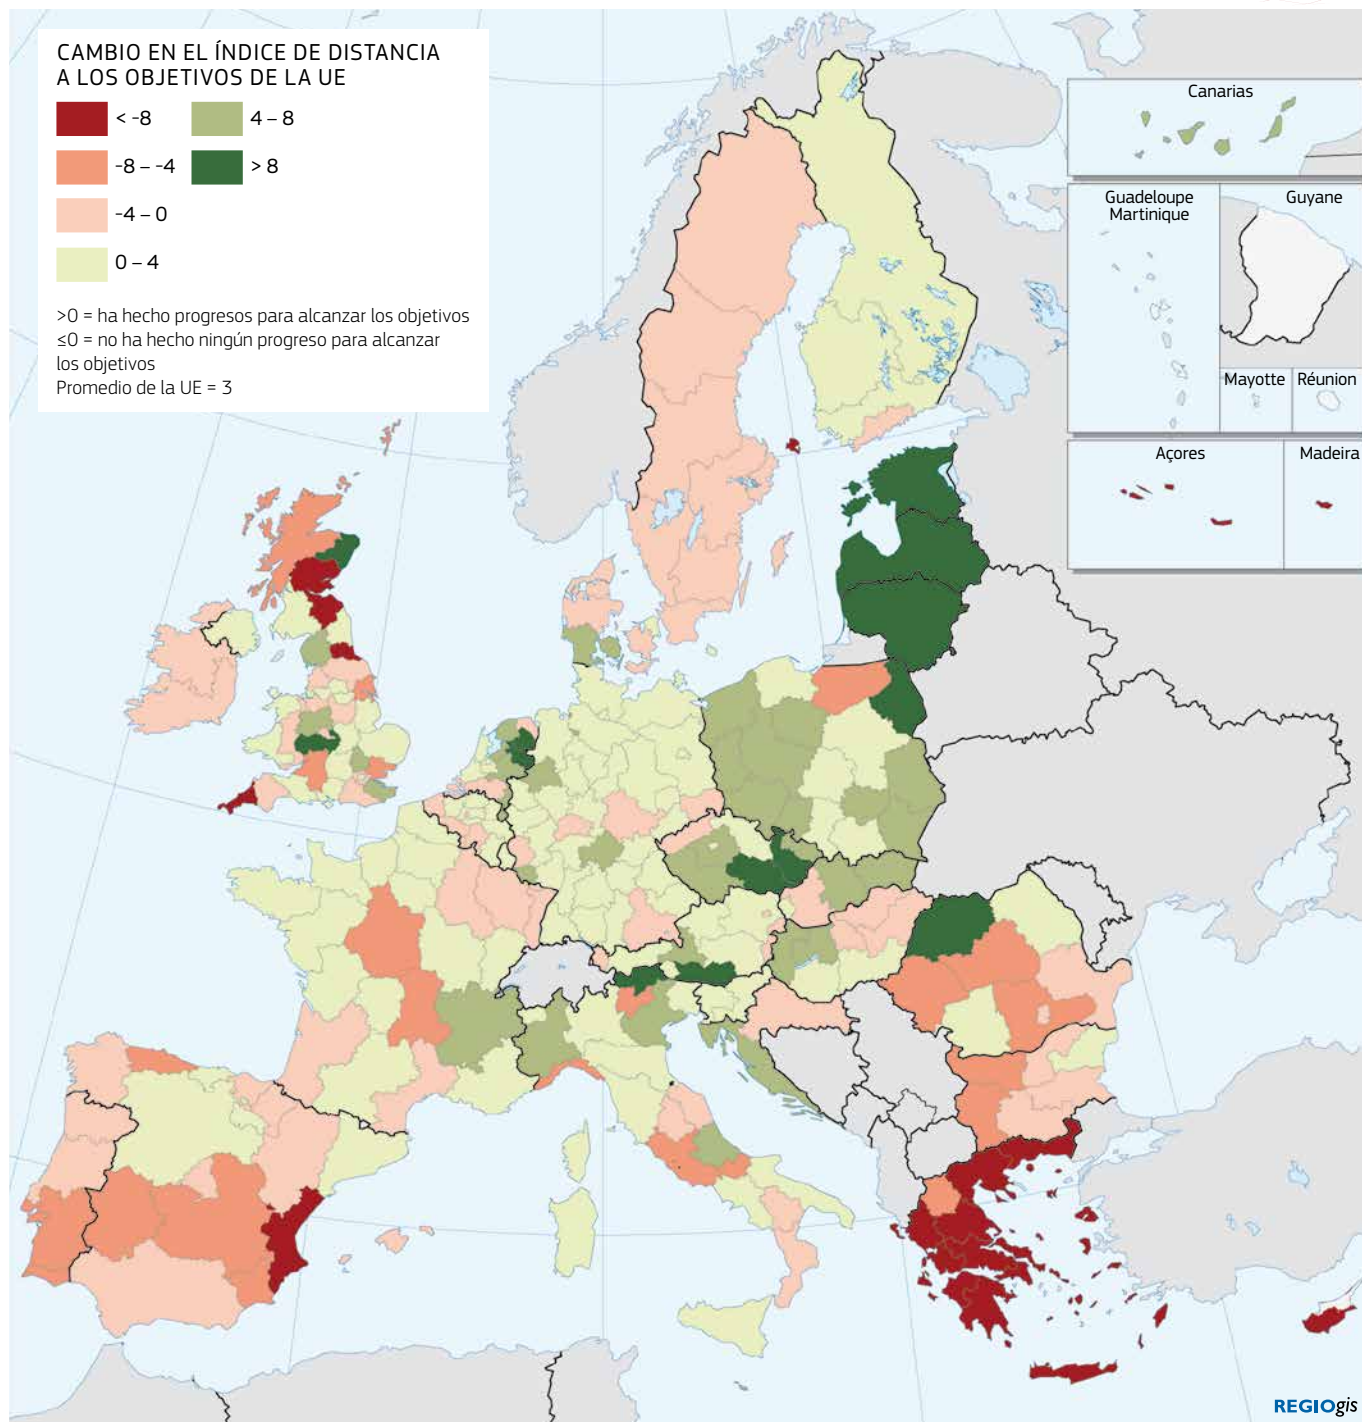 CAMBIO EN EL ÍNDICE DE DISTANCIA
A LOS OBJETIVOS DE LA UE
< -8
4 – 8
-8 – -4
> 8
-4 – 0
0 – 4
>0 = ha hecho progresos para alcanzar los objetivos
≤0 = no ha hecho ningún progreso para alcanzar
los objetivos
Promedio de la UE = 3
Canarias
Guadeloupe
Martinique
Guyane
Mayotte
Réunion
Açores
Madeira
REGIOgis